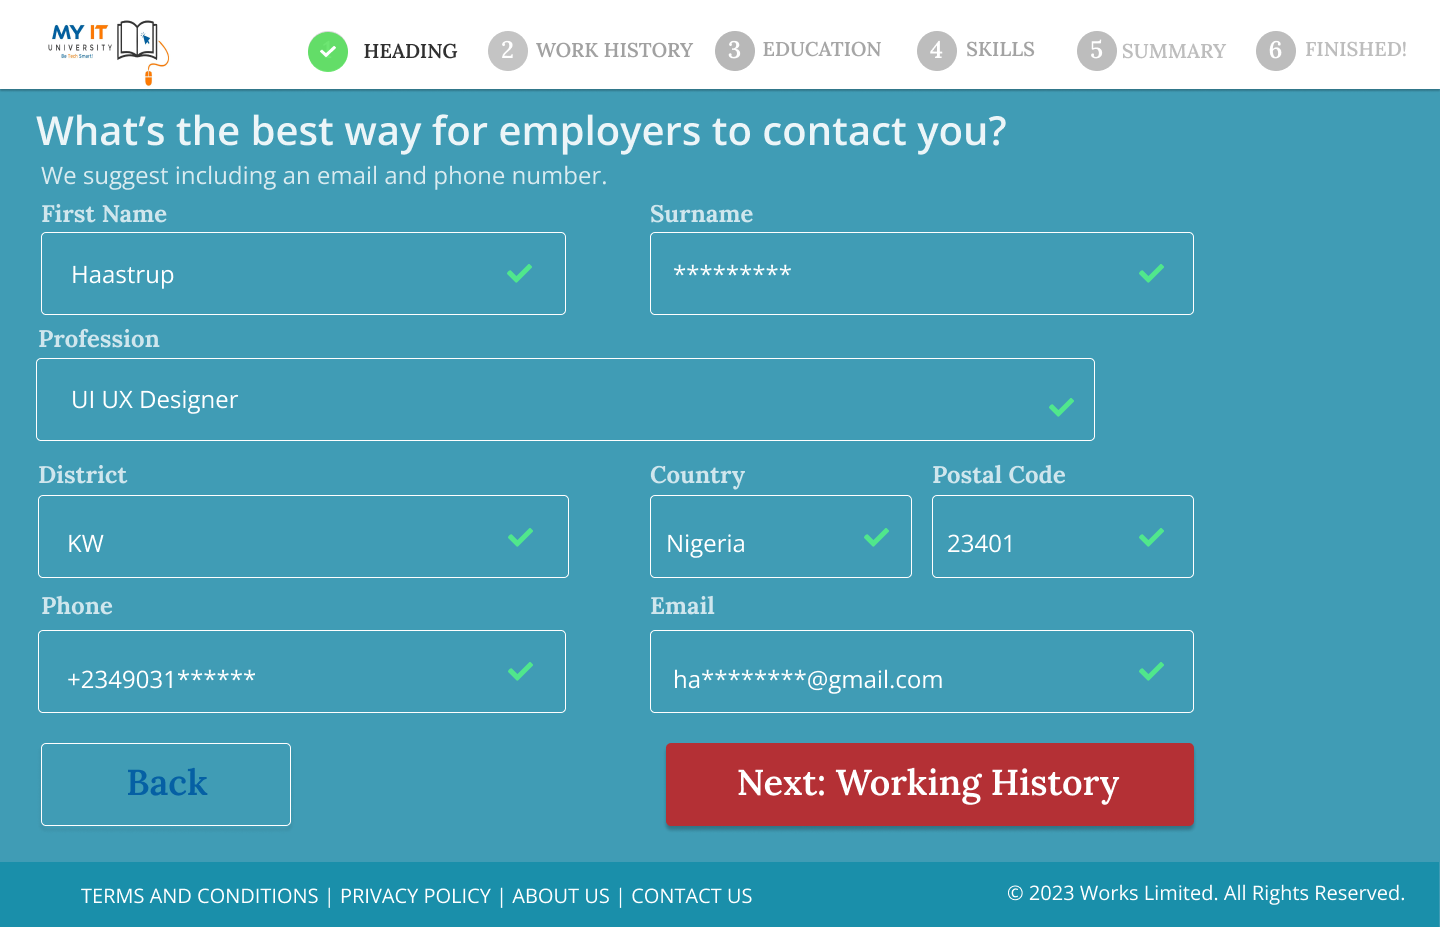 MY IT
UNIVERSITY
Be Tech Smart!
HEADING
2 WORK HISTORY
3 EDUCATION
4 SKILLS
5 SUMMARY
6 FINISHED!
What’s the best way for employers to contact you?
We suggest including an email and phone number.
First Name
Surname
Haastrup
*********
Profession
UI UX Designer
District
Country
Postal Code
KW
Nigeria
23401
Phone
Email
+2349031******
ha********@gmail.com
Back
Next: Working History
TERMS AND CONDITIONS | PRIVACY POLICY | ABOUT US | CONTACT US
© 2023 Works Limited. All Rights Reserved.